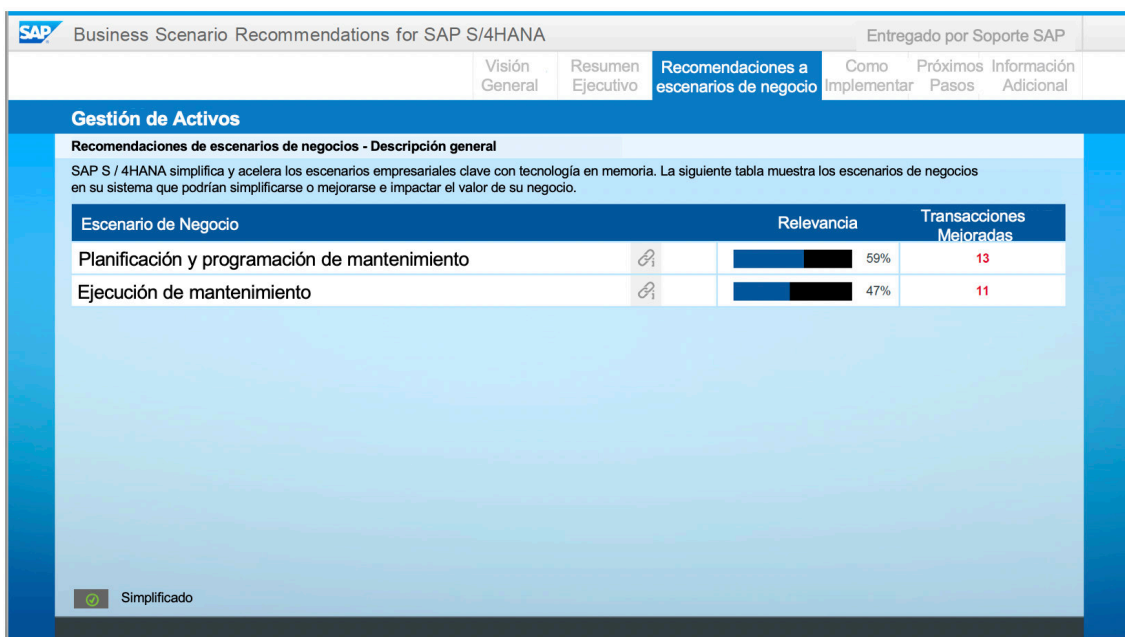 SAP
Business Scenario Recommendations for SAP S/4HANA
Entregado por Soporte SAP
Visión General
Resumen Ejecutivo
Recomendaciones a escenarios de negocio
Como Implementar
Próximos Pasos
Información Adicional
Gestión de Activos
Recomendaciones de escenarios de negocios - Descripción general
SAP S / 4HANA simplifica y acelera los escenarios empresariales clave con tecnología en memoria. La siguiente tabla muestra los escenarios de negocios
en su sistema que podrían simplificarse o mejorarse e impactar el valor de su negocio.
Escenario de Negocio Relevancia Transacciones Mejoradas
Planificación y programación de mantenimiento 59% 13
Ejecución de mantenimiento 47% 11
Simplificado